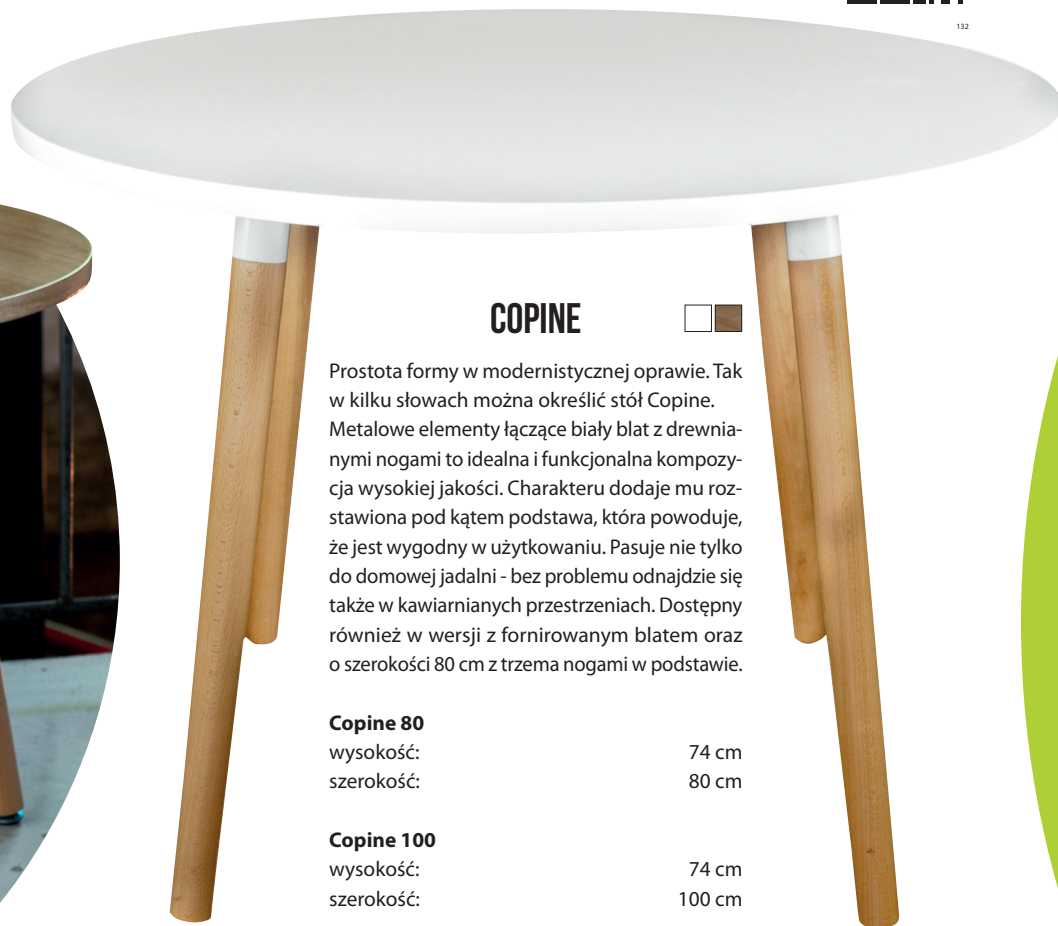 132
COPINE
Prostota formy w modernistycznej oprawie. Tak
w kilku słowach można określić stół Copine.
Metalowe elementy łączące biały blat z drewnia-
nymi nogami to idealna i funkcjonalna kompozy-
cja wysokiej jakości. Charakteru dodaje mu roz-
stawiona pod kątem podstawa, która powoduje,
że jest wygodny w użytkowaniu. Pasuje nie tylko
do domowej jadalni - bez problemu odnajdzie się
także w kawiarnianych przestrzeniach. Dostępny
również w wersji z fornirowanym blatem oraz
o szerokości 80 cm z trzema nogami w podstawie.
Copine 80
wysokość: 74 cm
szerokość: 80 cm
Copine 100
wysokość: 74 cm
szerokość: 100 cm